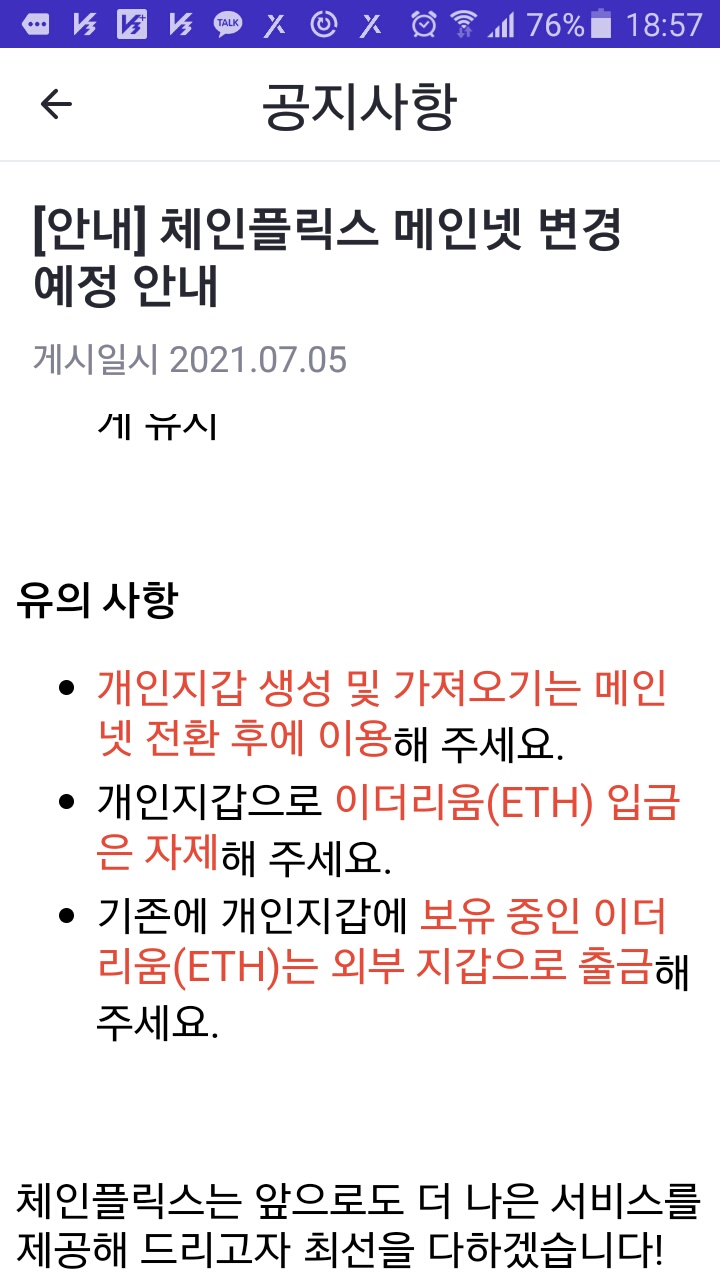 TALK
76% 18:57
공지사항
[안내] 체인플릭스 메인넷 변경
예정 안내
게시일시 2021.07.05
유의 사항
• 개인지갑 생성 및 가져오기는 메인
넷 전환 후에 이용해 주세요.
• 개인지갑으로 이더리움(ETH) 입금
은 자제해 주세요.
• 기존에 개인지갑에 보유 중인 이더
리움(ETH)는 외부 지갑으로 출금해
주세요.
체인플릭스는 앞으로도 더 나은 서비스를
제공해 드리고자 최선을 다하겠습니다!